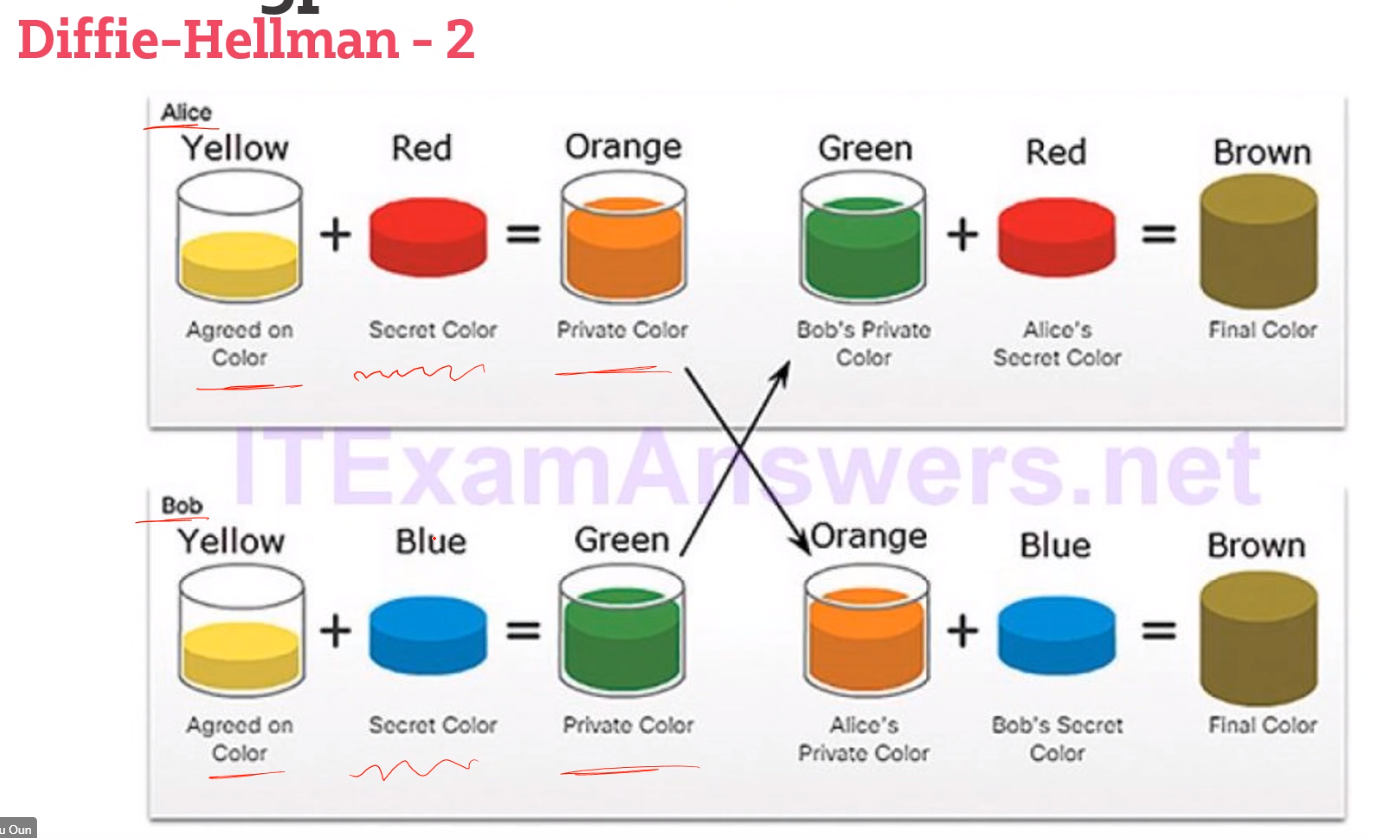 Diffie-Hellman - 2
Alice
Yellow Red Orange Green Red Brown
+ = + =
Agreed on Secret Color Private Color Bob's Private Alice's Final Color
Color Color Secret Color
ITExamAnswers.net
Bob
Yellow Blue Green Orange Blue Brown
+ = + =
Agreed on Secret Color Private Color Alice's Bob's Secret Final Color
Color Private Color Color
Oun